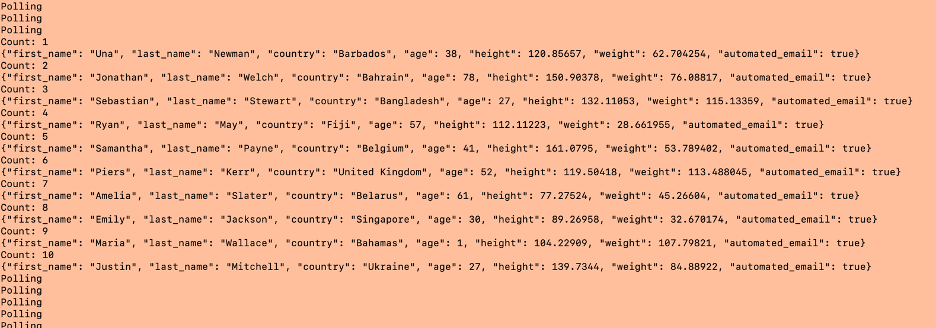 Polling
Polling
Polling
Count: 1
{"first_name": "Una", "last_name": "Newman", "country": "Barbados", "age": 38, "height": 120.85657, "weight": 62.704254, "automated_email": true}
Count: 2
{"first_name": "Jonathan", "last_name": "Welch", "country": "Bahrain", "age": 78, "height": 150.90378, "weight": 76.08817, "automated_email": true}
Count: 3
{"first_name": "Sebastian", "last_name": "Stewart", "country": "Bangladesh", "age": 27, "height": 132.11053, "weight": 115.13359, "automated_email": true}
Count: 4
{"first_name": "Ryan", "last_name": "May", "country": "Fiji", "age": 57, "height": 112.11223, "weight": 28.661955, "automated_email": true}
Count: 5
{"first_name": "Samantha", "last_name": "Payne", "country": "Belgium", "age": 41, "height": 161.0795, "weight": 53.789402, "automated_email": true}
Count: 6
{"first_name": "Piers", "last_name": "Kerr", "country": "United Kingdom", "age": 52, "height": 119.50418, "weight": 113.488045, "automated_email": true}
Count: 7
{"first_name": "Amelia", "last_name": "Slater", "country": "Belarus", "age": 61, "height": 77.27524, "weight": 45.26604, "automated_email": true}
Count: 8
{"first_name": "Emily", "last_name": "Jackson", "country": "Singapore", "age": 30, "height": 89.26958, "weight": 32.670174, "automated_email": true}
Count: 9
{"first_name": "Maria", "last_name": "Wallace", "country": "Bahamas", "age": 1, "height": 104.22909, "weight": 107.79821, "automated_email": true}
Count: 10
{"first_name": "Justin", "last_name": "Mitchell", "country": "Ukraine", "age": 27, "height": 139.7344, "weight": 84.88922, "automated_email": true}
Polling
Polling
Polling
Polling
Polling